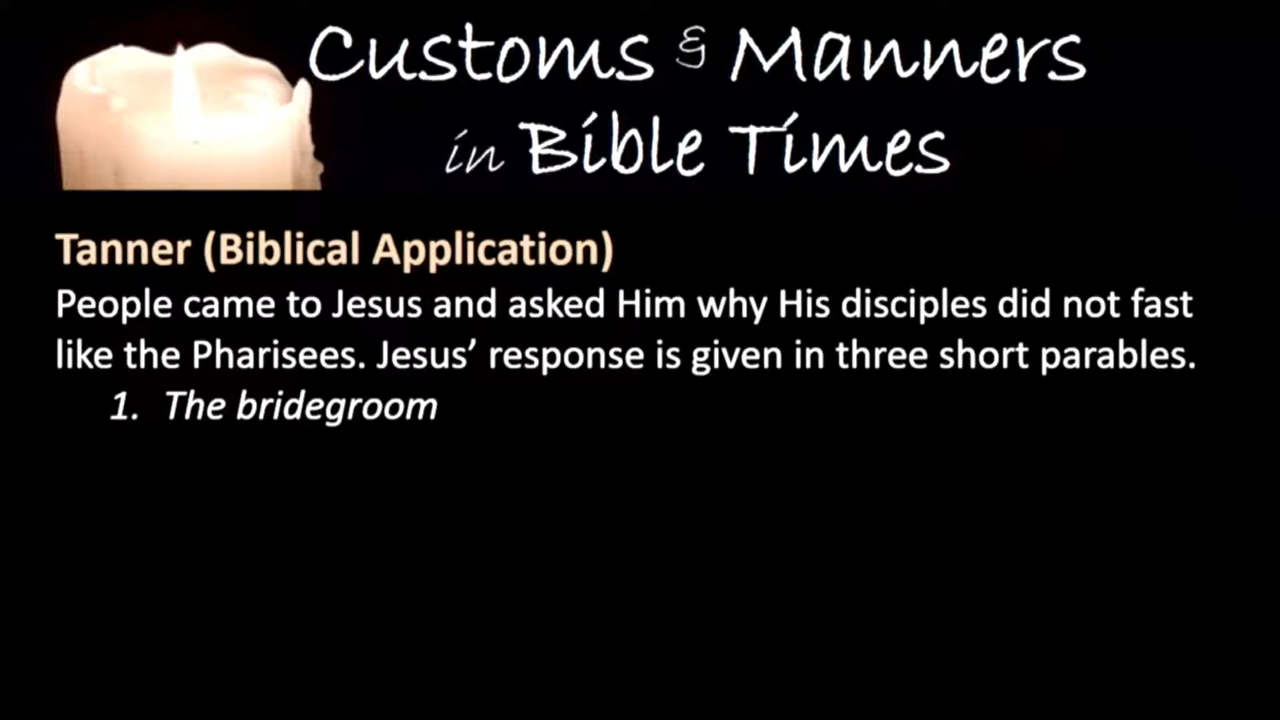 Customs & Manners
in Bible Times
Tanner (Biblical Application)
People came to Jesus and asked Him why His disciples did not fast
like the Pharisees. Jesus’ response is given in three short parables.
1. The bridegroom